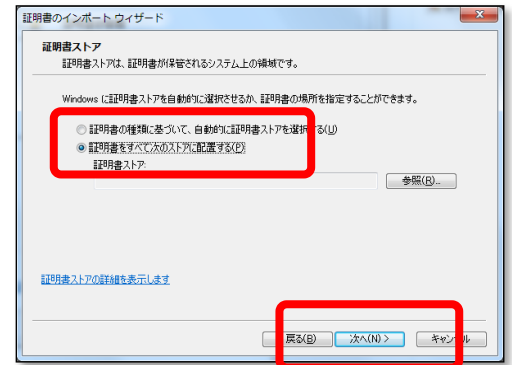 証明書のインポート ウィザード
証明書ストア
証明書ストアは、証明書が保管されるシステム上の領域です。
Windows に証明書ストアを自動的に選択させるか、証明書の場所を指定することができます。
証明書の種類に基づいて、自動的に証明書ストアを選択する(U)
証明書をすべて次のストアに配置する(P)
証明書ストア:
参照(R)...
証明書ストアの詳細を表示します
戻る(B) 次へ(N) > キャンセル